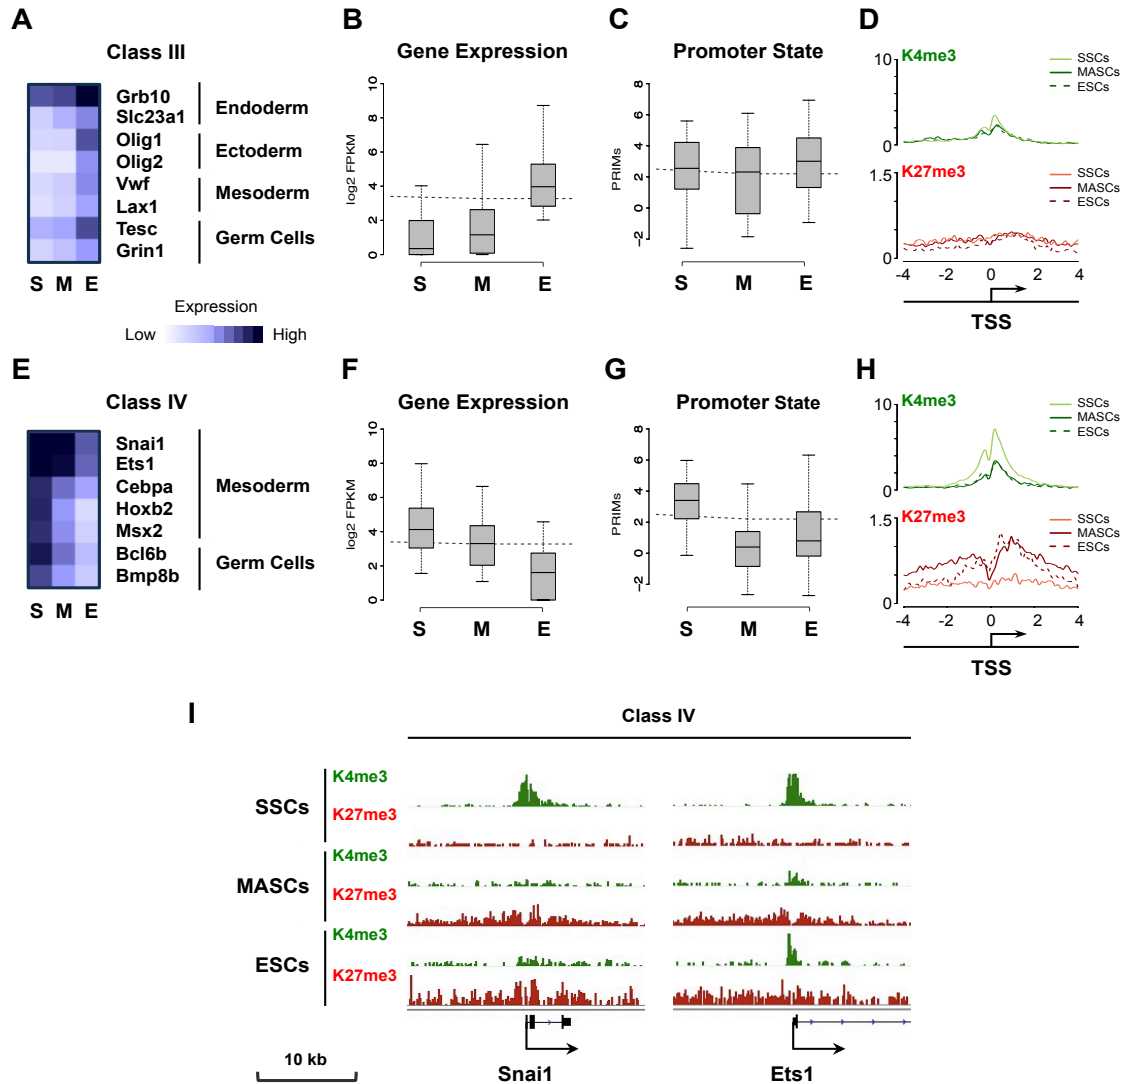 A
Class III
Grb10
Slc23a1
Olig1
Olig2
Vwf
Lax1
Tesc
Grin1
Endoderm
Ectoderm
Mesoderm
Germ Cells
S M E
Expression
Low High
B
Gene Expression
log2 FPKM
0 2 4 6 8 10
S M E
C
Promoter State
PRIMs
−2 0 2 4 6 8
S M E
D
K4me3
10
0
SSCs
MASCs
ESCs
K27me3
1.5
0
SSCs
MASCs
ESCs
-4 -2 0 2 4
TSS
E
Class IV
Snai1
Ets1
Cebpa
Hoxb2
Msx2
Bcl6b
Bmp8b
Mesoderm
Germ Cells
S M E
F
Gene Expression
log2 FPKM
0 2 4 6 8 10
S M E
G
Promoter State
PRIMs
−2 0 2 4 6 8
S M E
H
K4me3
10
0
SSCs
MASCs
ESCs
K27me3
1.5
0
SSCs
MASCs
ESCs
-4 -2 0 2 4
TSS
I
Class IV
SSCs
K4me3
K27me3
MASCs
K4me3
K27me3
ESCs
K4me3
K27me3
10 kb
Snai1
Ets1